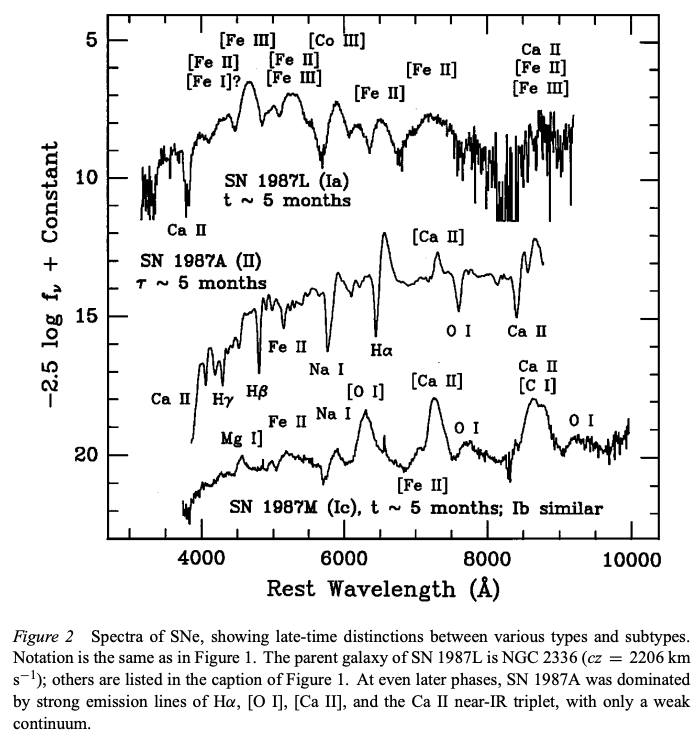 5
10
15
20
−2.5 log fν + Constant
[Fe III]
[Co III]
Ca II
[Fe II]
[Fe II]
[Fe II]
[Fe II]
[Fe I]?
[Fe III]
[Fe II]
[Fe III]
SN 1987L (Ia)
t ~ 5 months
Ca II
[Ca II]
SN 1987A (II)
τ ~ 5 months
Fe II
O I
Ca II
Hα
Na I
Ca II
Hγ
Hβ
Ca II
[O I]
[Ca II]
[C I]
Na I
Fe II
O I
O I
Mg I]
[Fe II]
SN 1987M (Ic), t ~ 5 months; Ib similar
4000 6000 8000 10000
Rest Wavelength (Å)
Figure 2 Spectra of SNe, showing late-time distinctions between various types and subtypes.
Notation is the same as in Figure 1. The parent galaxy of SN 1987L is NGC 2336 (cz = 2206 km
s⁻¹); others are listed in the caption of Figure 1. At even later phases, SN 1987A was dominated
by strong emission lines of Hα, [O I], [Ca II], and the Ca II near-IR triplet, with only a weak
continuum.